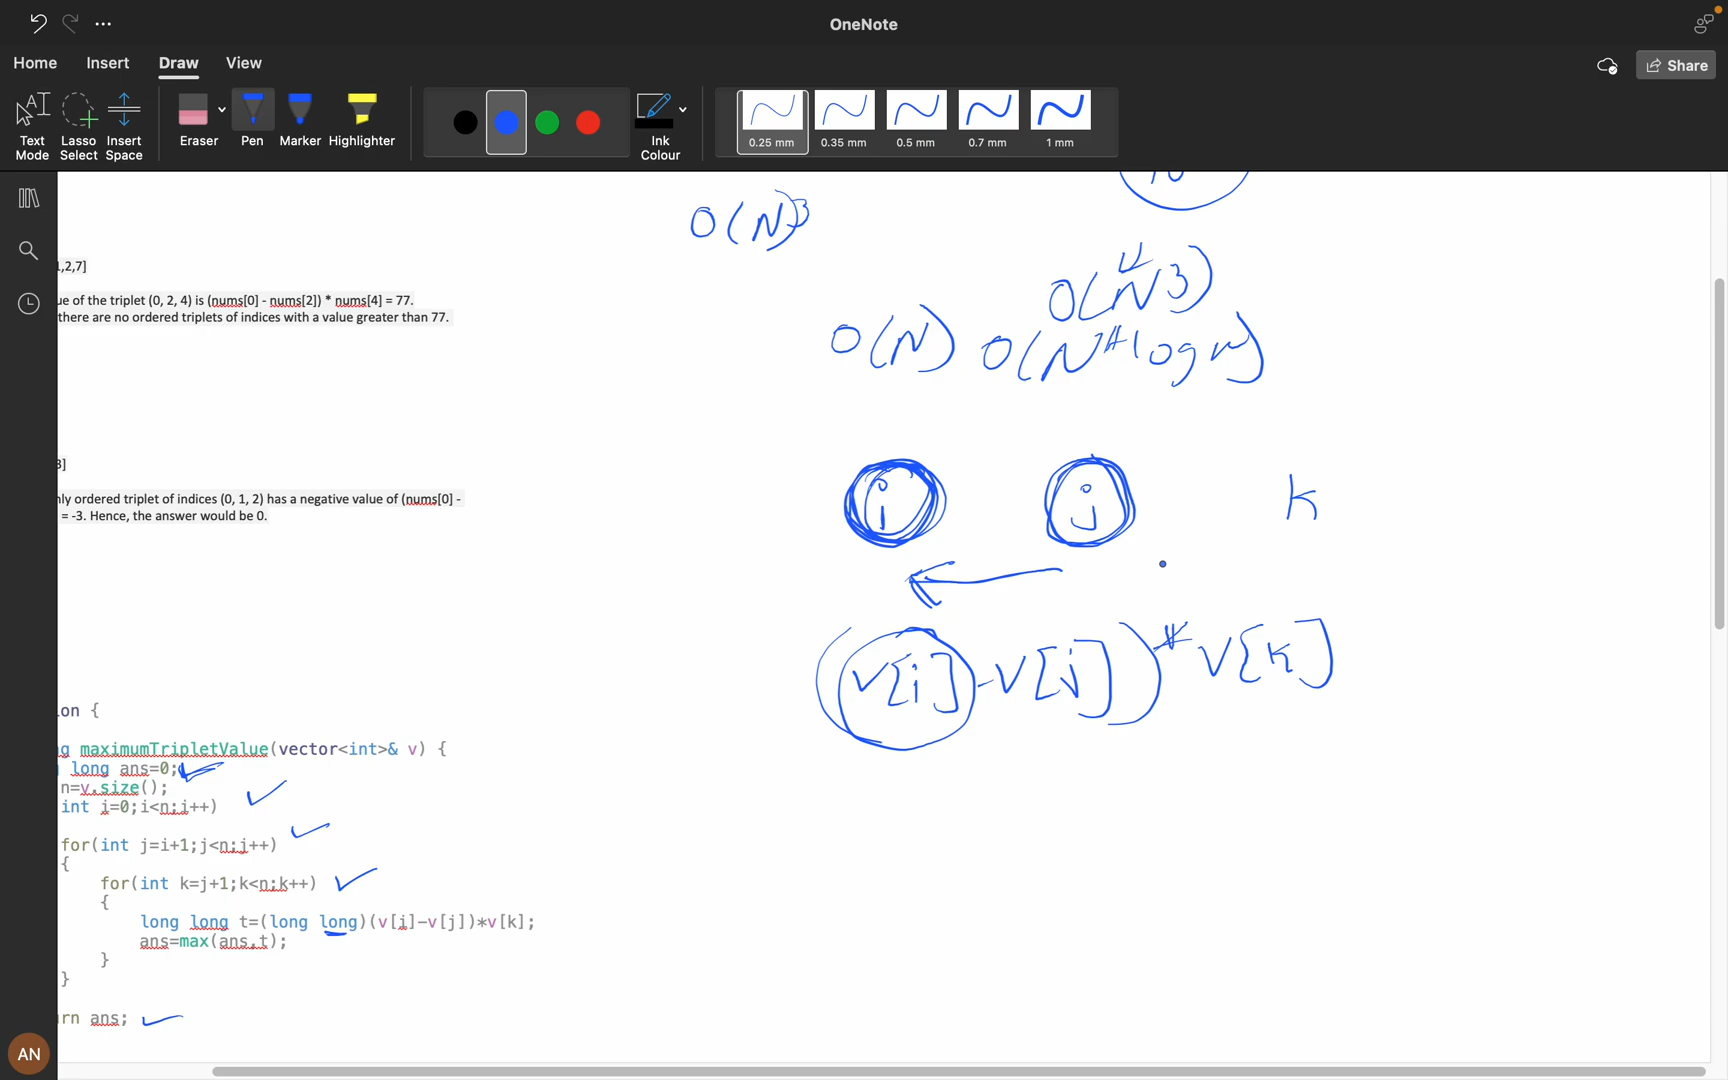 OneNote
Home Insert Draw View
Share
Text Mode
Lasso Select
Insert Space
Eraser
Pen
Marker
Highlighter
Ink Colour
0.25 mm
0.35 mm
0.5 mm
0.7 mm
1 mm
O(N)3
1,2,7]
ue of the triplet (0, 2, 4) is (nums[0] - nums[2]) * nums[4] = 77.
there are no ordered triplets of indices with a value greater than 77.
O(N3)
O(N) O(N*logn)
3]
nly ordered triplet of indices (0, 1, 2) has a negative value of (nums[0] -
= -3. Hence, the answer would be 0.
i j k
(v[i]-v[j])*v[k]
ion {
ng maximumTripletValue(vector<int>& v) {
long ans=0;
n=v.size();
int i=0;i<n;i++)
for(int j=i+1;j<n;j++)
{
for(int k=j+1;k<n;k++)
{
long long t=(long long)(v[i]-v[j])*v[k];
ans=max(ans,t);
}
}
urn ans;
AN